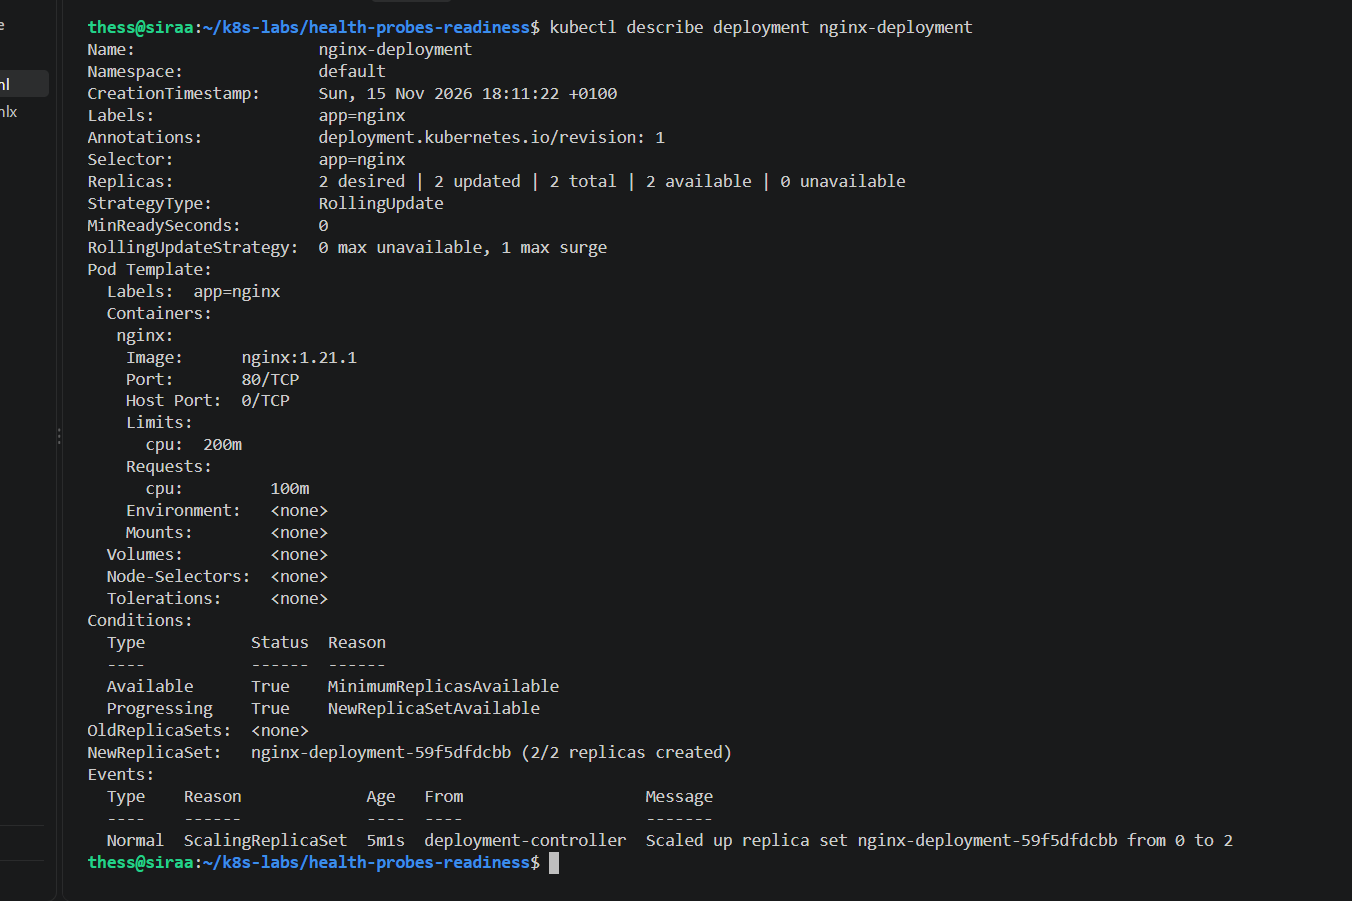 e
ml
mlx
thess@siraa:~/k8s-labs/health-probes-readiness$ kubectl describe deployment nginx-deployment
Name:                   nginx-deployment
Namespace:              default
CreationTimestamp:      Sun, 15 Nov 2026 18:11:22 +0100
Labels:                 app=nginx
Annotations:            deployment.kubernetes.io/revision: 1
Selector:               app=nginx
Replicas:               2 desired | 2 updated | 2 total | 2 available | 0 unavailable
StrategyType:           RollingUpdate
MinReadySeconds:        0
RollingUpdateStrategy:  0 max unavailable, 1 max surge
Pod Template:
  Labels:  app=nginx
  Containers:
   nginx:
    Image:      nginx:1.21.1
    Port:       80/TCP
    Host Port:  0/TCP
    Limits:
      cpu:  200m
    Requests:
      cpu:         100m
    Environment:   <none>
    Mounts:        <none>
  Volumes:         <none>
  Node-Selectors:  <none>
  Tolerations:     <none>
Conditions:
  Type           Status  Reason
  ----           ------  ------
  Available      True    MinimumReplicasAvailable
  Progressing    True    NewReplicaSetAvailable
OldReplicaSets:  <none>
NewReplicaSet:   nginx-deployment-59f5dfdcbb (2/2 replicas created)
Events:
  Type    Reason             Age   From                   Message
  ----    ------             ----  ----                   -------
  Normal  ScalingReplicaSet  5m1s  deployment-controller  Scaled up replica set nginx-deployment-59f5dfdcbb from 0 to 2
thess@siraa:~/k8s-labs/health-probes-readiness$